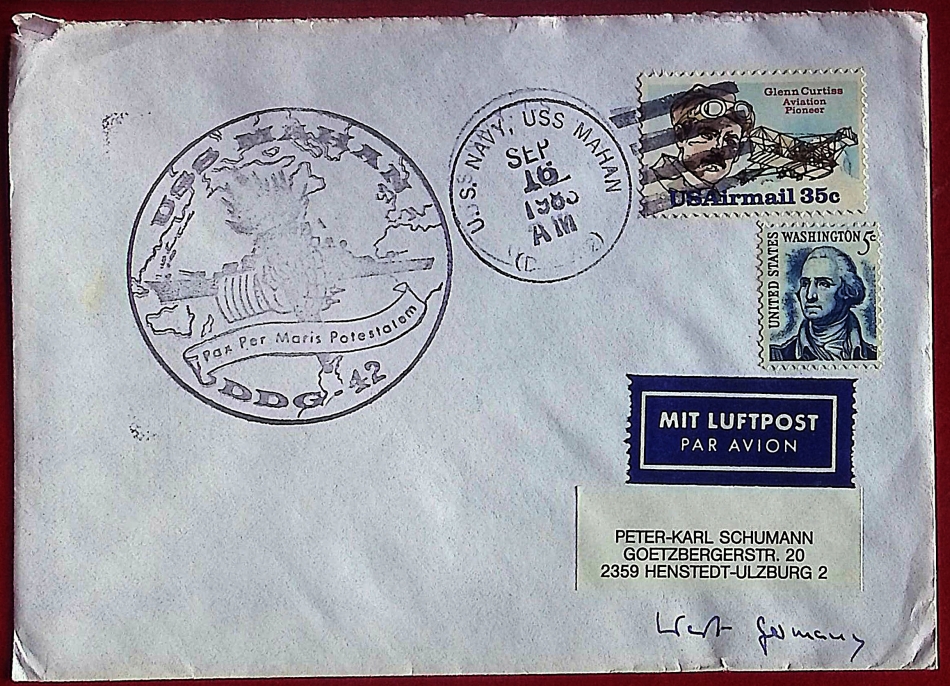 USS MAHAN
Pax Per Maris Potestatem
DDG-42
U.S. NAVY, USS MAHAN
SEP
16
AM
Glenn Curtiss
Aviation
Pioneer
USAirmail 35c
UNITED STATES
WASHINGTON 5c
MIT LUFTPOST
PAR AVION
PETER-KARL SCHUMANN
GOETZBERGERSTR. 20
2359 HENSTEDT-ULZBURG 2
West Germany